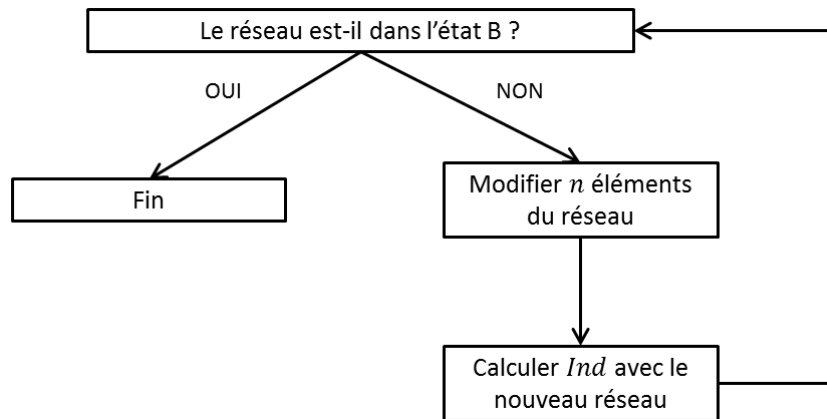 Le réseau est-il dans l’état B ?
OUI
NON
Fin
Modifier n éléments
du réseau
Calculer Ind avec le
nouveau réseau